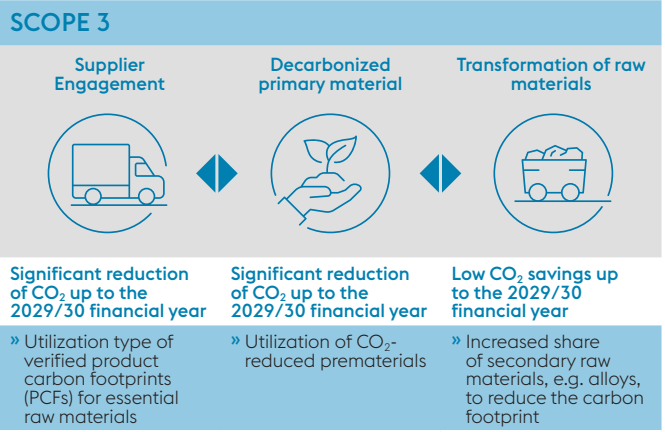 SCOPE 3
Supplier
Engagement
Decarbonized
primary material
Transformation of raw
materials
Significant reduction
of CO₂ up to the
2029/30 financial year
Significant reduction
of CO₂ up to the
2029/30 financial year
Low CO₂ savings up
to the 2029/30
financial year
» Utilization type of
verified product
carbon footprints
(PCFs) for essential
raw materials
» Utilization of CO₂-
reduced prematerials
» Increased share
of secondary raw
materials, e.g. alloys,
to reduce the carbon
footprint